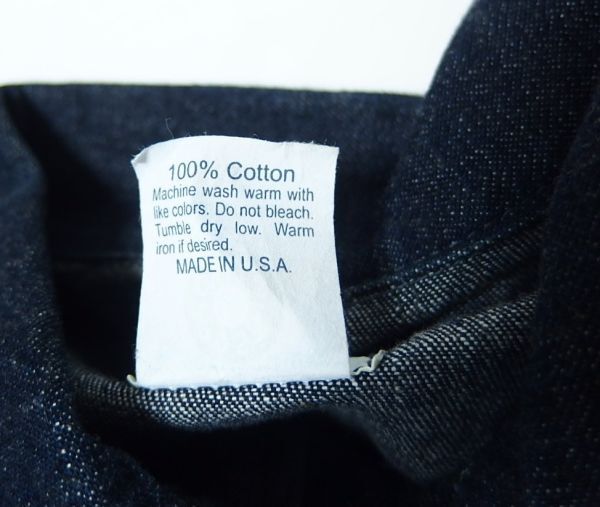 100% Cotton
Machine wash warm with
like colors. Do not bleach.
Tumble dry low. Warm
iron if desired.
MADE IN U.S.A.